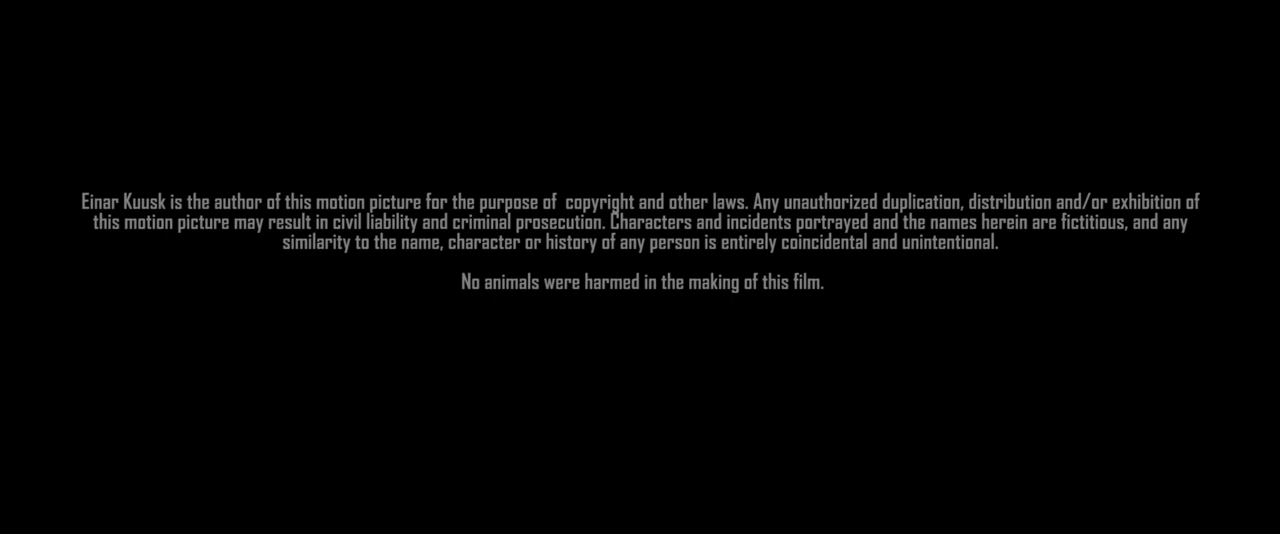 Einar Kuusk is the author of this motion picture for the purpose of  copyright and other laws. Any unauthorized duplication, distribution and/or exhibition of
this motion picture may result in civil liability and criminal prosecution. Characters and incidents portrayed and the names herein are fictitious, and any
similarity to the name, character or history of any person is entirely coincidental and unintentional.
No animals were harmed in the making of this film.